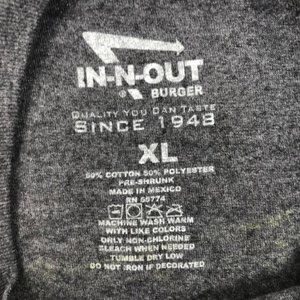 IN-N-OUT
BURGER
QUALITY YOU CAN TASTE
SINCE 1948
XL
50% COTTON 50% POLYESTER
PRE-SHRUNK
MADE IN MEXICO
RN 55774
MACHINE WASH WARM
WITH LIKE COLORS
ONLY NON-CHLORINE
BLEACH WHEN NEEDED
TUMBLE DRY LOW
DO NOT IRON IF DECORATED